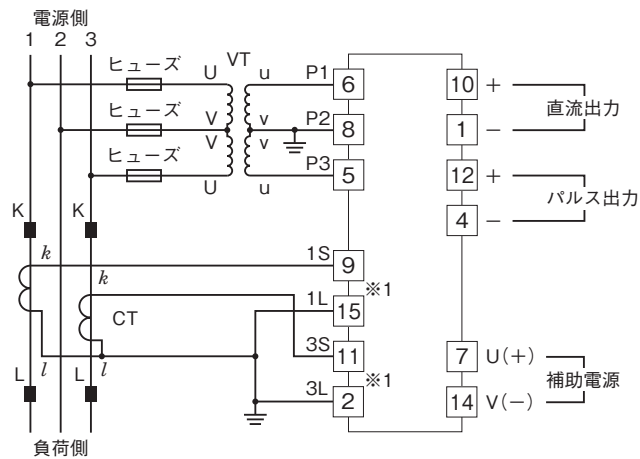 電源側
1 2 3
ヒューズ VT
U u P1 6 10 +
直流出力
ヒューズ V v P2 8 1 −
ヒューズ V v
U u P3 5 12 +
パルス出力
4 −
K K
k 1S 9
※1
k 1L 15
CT
3S 11 7 U(+)
※1
補助電源
L l L l 3L 2 14 V(−)
負荷側